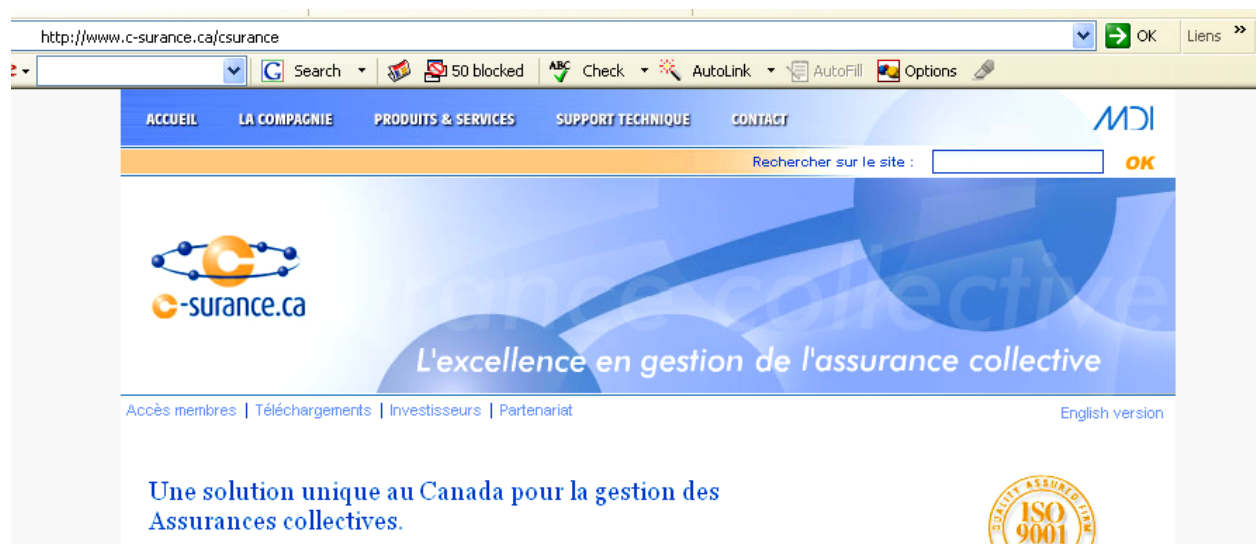 http://www.c-surance.ca/csurance OK Liens »
G Search 50 blocked ABC Check AutoLink AutoFill Options
ACCUEIL LA COMPAGNIE PRODUITS & SERVICES SUPPORT TECHNIQUE CONTACT MDI
Rechercher sur le site : OK
c-surance.ca
rance collective
L'excellence en gestion de l'assurance collective
Accès membres | Téléchargements | Investisseurs | Partenariat English version
Une solution unique au Canada pour la gestion des
Assurances collectives.
QUALITY ASSURED FIRM
ISO
9001